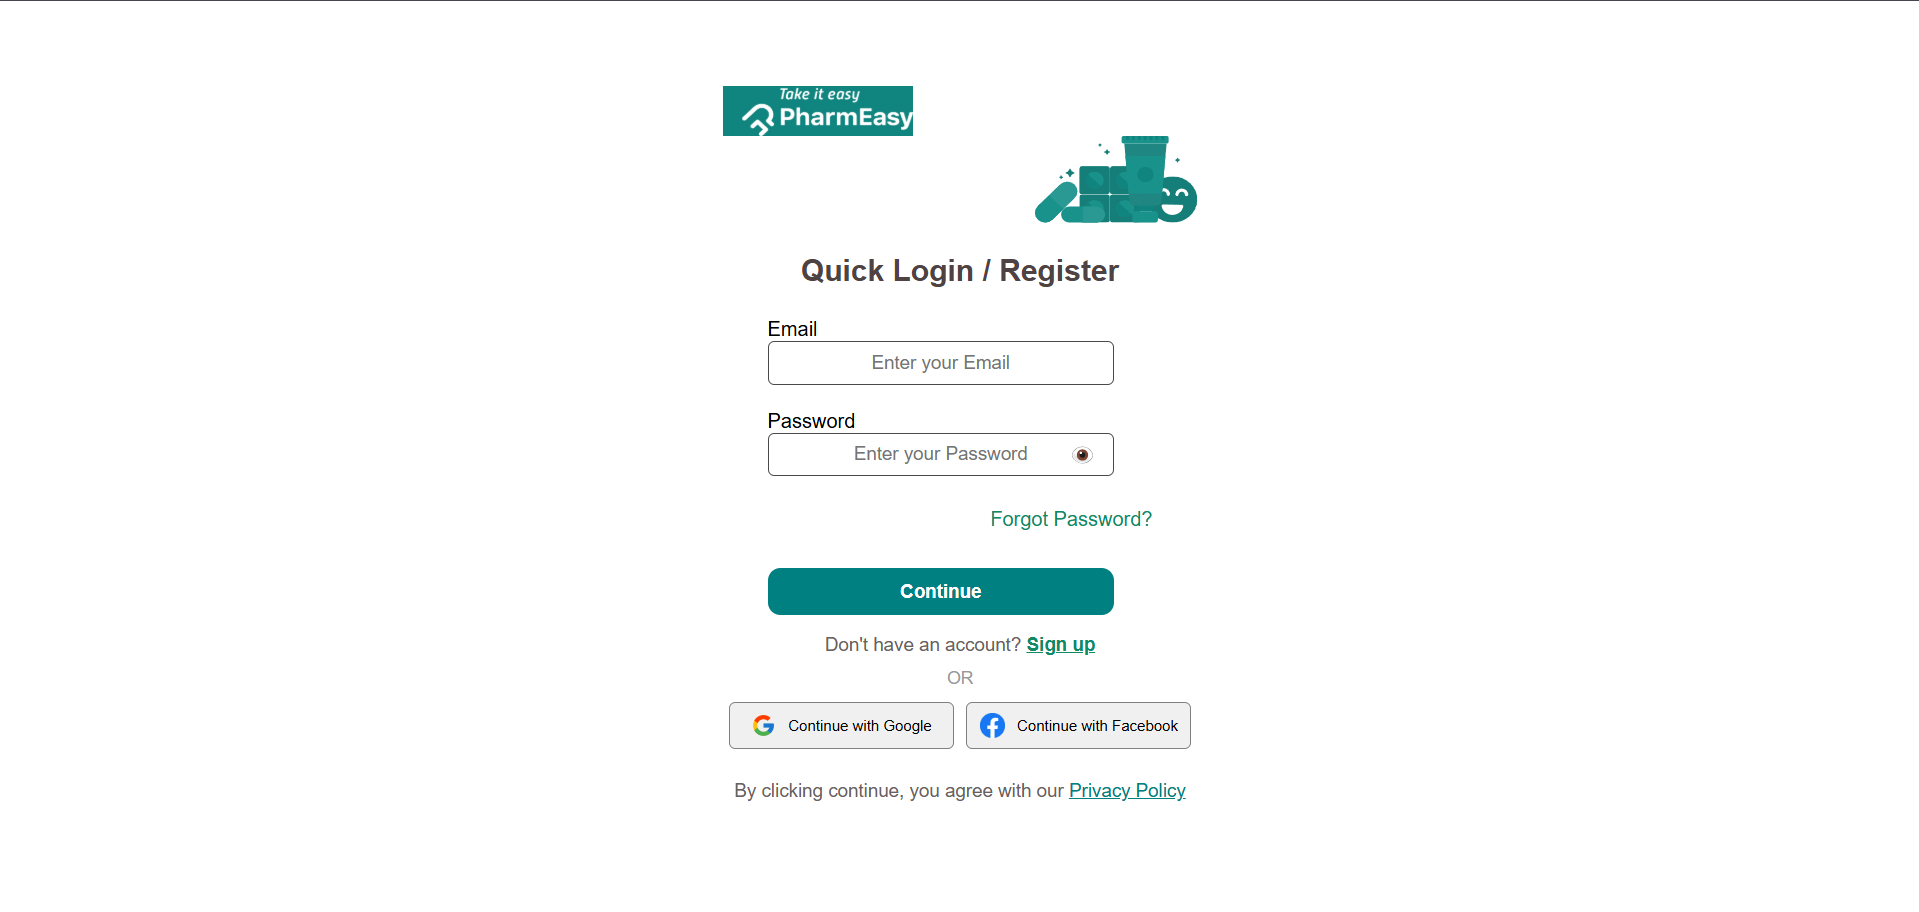 Take it easy
PharmEasy
Quick Login / Register
Email
Enter your Email
Password
Enter your Password
Forgot Password?
Continue
Don't have an account? Sign up
OR
Continue with Google
Continue with Facebook
By clicking continue, you agree with our Privacy Policy